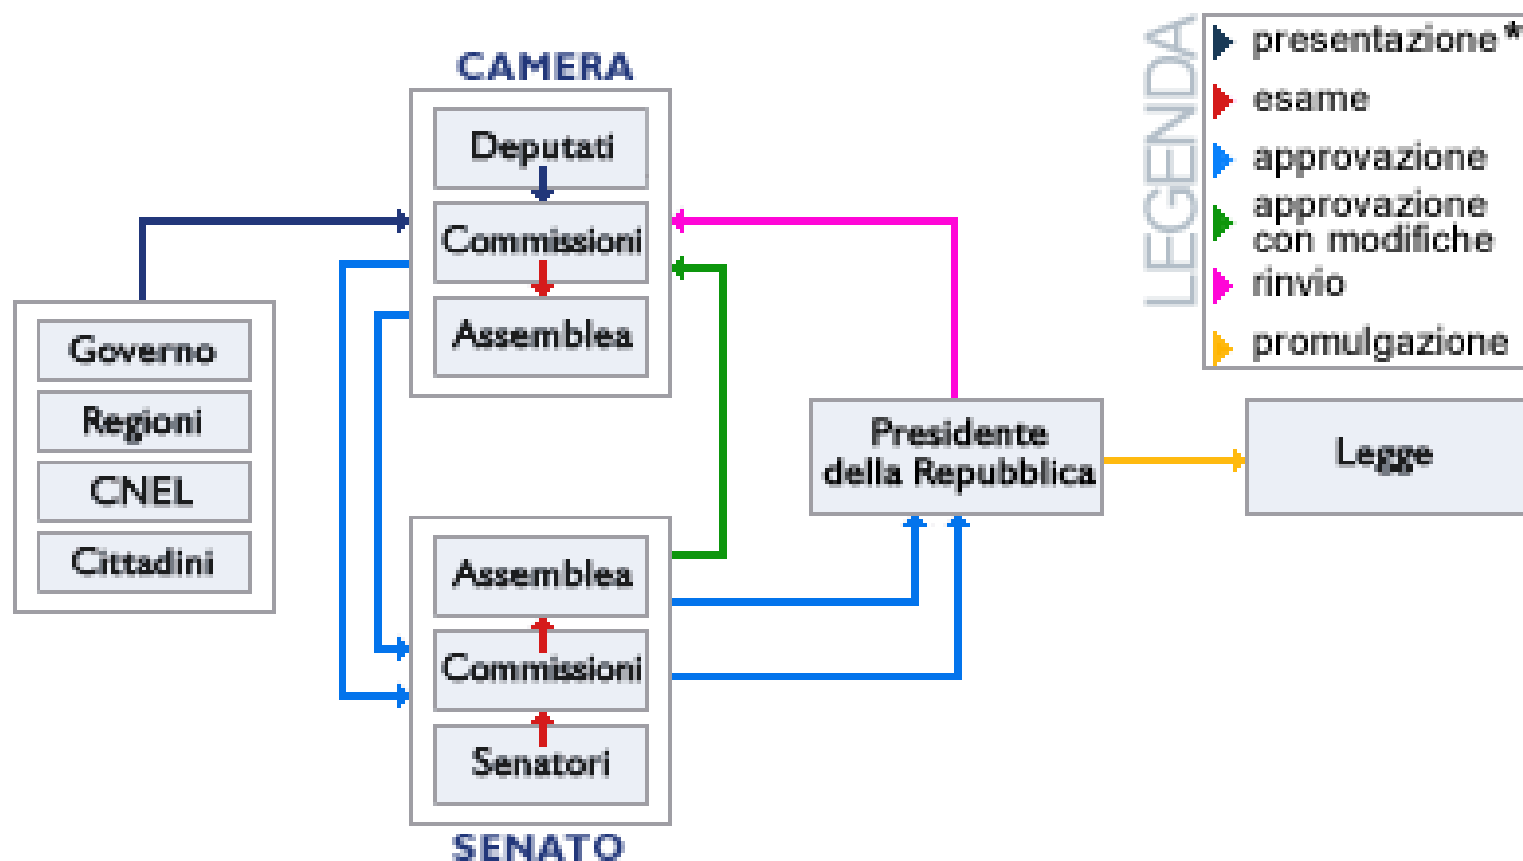 CAMERA
Deputati
Commissioni
Assemblea
Governo
Regioni
CNEL
Cittadini
Assemblea
Commissioni
Senatori
SENATO
Presidente
della Repubblica
Legge
LEGENDA
presentazione*
esame
approvazione
approvazione
con modifiche
rinvio
promulgazione